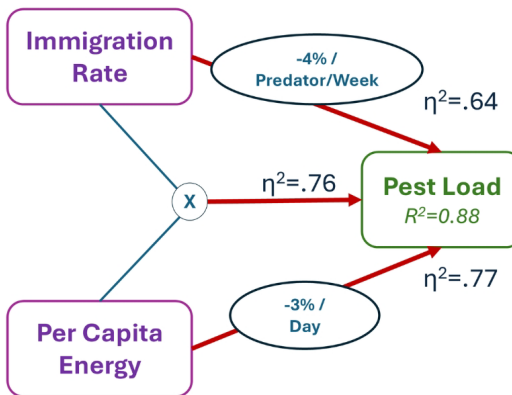 Immigration
Rate
-4% /
Predator/Week
η²=.64
η²=.76
X
Pest Load
R²=0.88
η²=.77
-3% /
Day
Per Capita
Energy